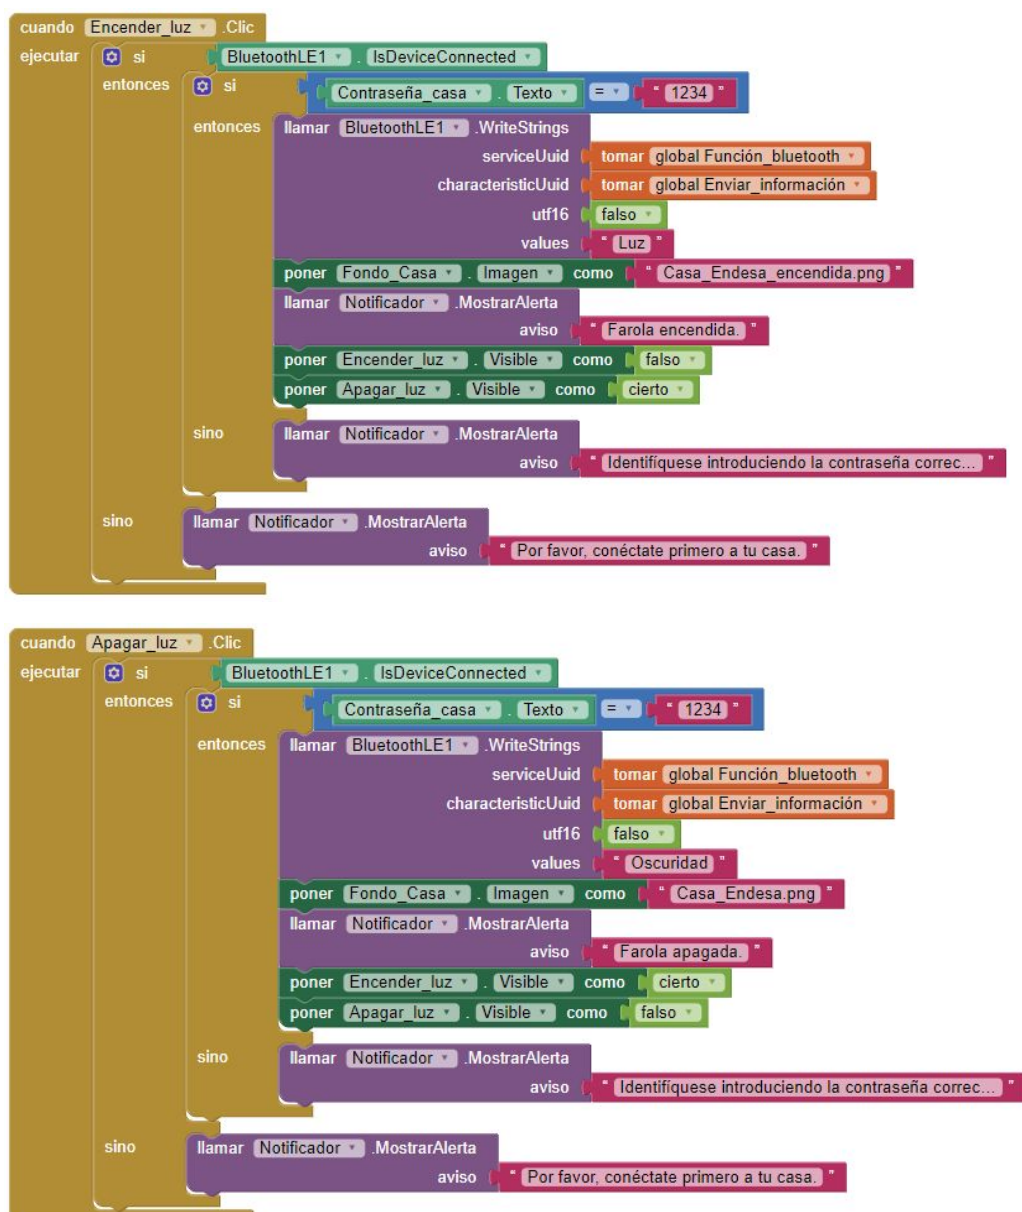 cuando Encender_luz .Clic
ejecutar si BluetoothLE1 . IsDeviceConnected
entonces si Contraseña_casa . Texto = " 1234 "
entonces llamar BluetoothLE1 .WriteStrings
serviceUuid tomar global Función_bluetooth
characteristicUuid tomar global Enviar_información
utf16 falso
values " Luz "
poner Fondo_Casa . Imagen como " Casa_Endesa_encendida.png "
llamar Notificador .MostrarAlerta
aviso " Farola encendida. "
poner Encender_luz . Visible como falso
poner Apagar_luz . Visible como cierto
sino llamar Notificador .MostrarAlerta
aviso " Identifíquese introduciendo la contraseña correc... "
sino llamar Notificador .MostrarAlerta
aviso " Por favor, conéctate primero a tu casa. "
cuando Apagar_luz .Clic
ejecutar si BluetoothLE1 . IsDeviceConnected
entonces si Contraseña_casa . Texto = " 1234 "
entonces llamar BluetoothLE1 .WriteStrings
serviceUuid tomar global Función_bluetooth
characteristicUuid tomar global Enviar_información
utf16 falso
values " Oscuridad "
poner Fondo_Casa . Imagen como " Casa_Endesa.png "
llamar Notificador .MostrarAlerta
aviso " Farola apagada. "
poner Encender_luz . Visible como cierto
poner Apagar_luz . Visible como falso
sino llamar Notificador .MostrarAlerta
aviso " Identifíquese introduciendo la contraseña correc... "
sino llamar Notificador .MostrarAlerta
aviso " Por favor, conéctate primero a tu casa. "